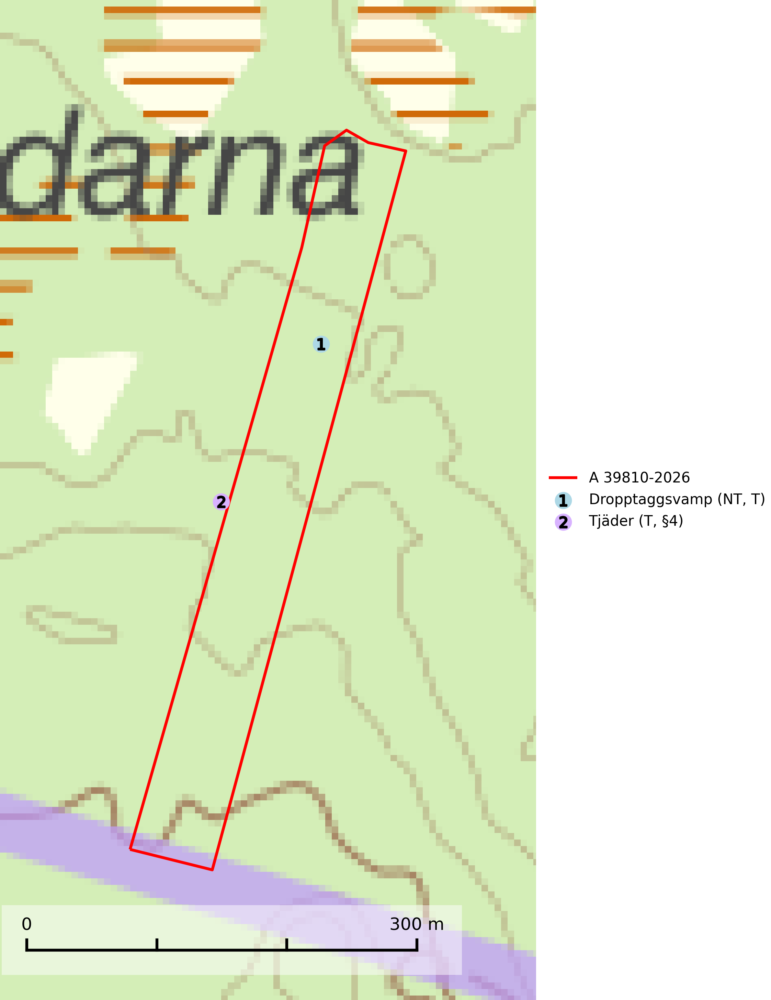 darna
1
2
A 39810-2026
1 Dropptaggsvamp (NT, T)
2 Tjäder (T, §4)
0 300 m